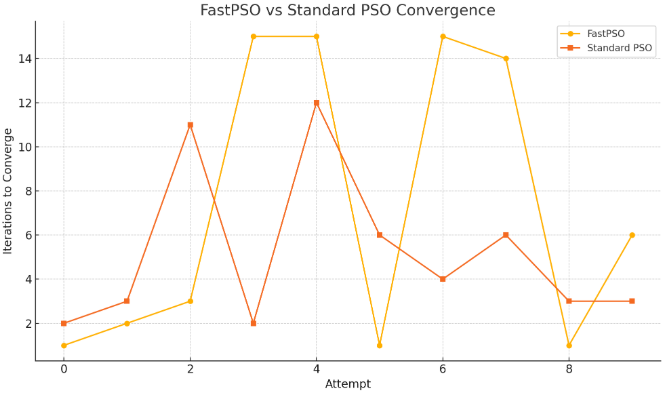 FastPSO vs Standard PSO Convergence
FastPSO
Standard PSO
Iterations to Converge
14
12
10
8
6
4
2
0
2
4
6
8
Attempt